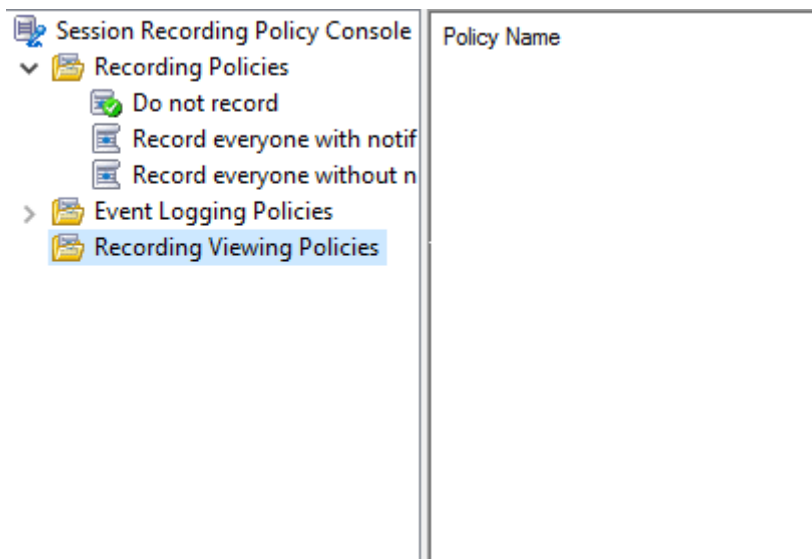 Session Recording Policy Console
Recording Policies
Do not record
Record everyone with notif
Record everyone without n
Event Logging Policies
Recording Viewing Policies
Policy Name